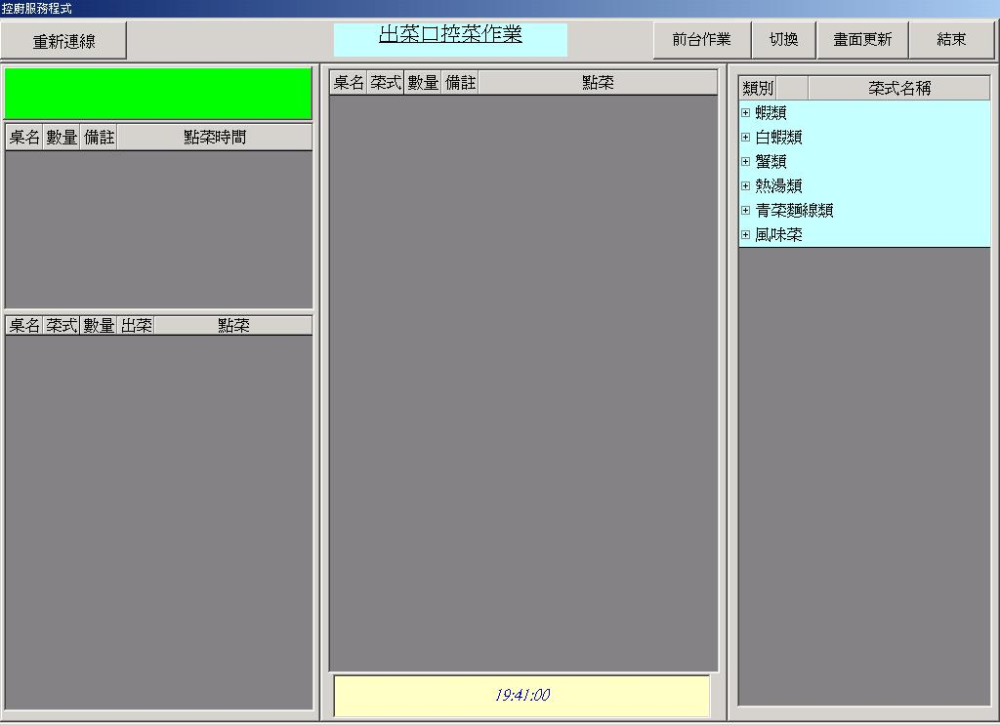 控廚服務程式
重新連線
出菜口控菜作業
前台作業 切換 畫面更新 結束
桌名 數量 備註 點菜時間
桌名 菜式 數量 出菜 點菜
桌名 菜式 數量 備註 點菜
19:41:00
類別 菜式名稱
蝦類
白蝦類
蟹類
熱湯類
青菜麵線類
風味菜